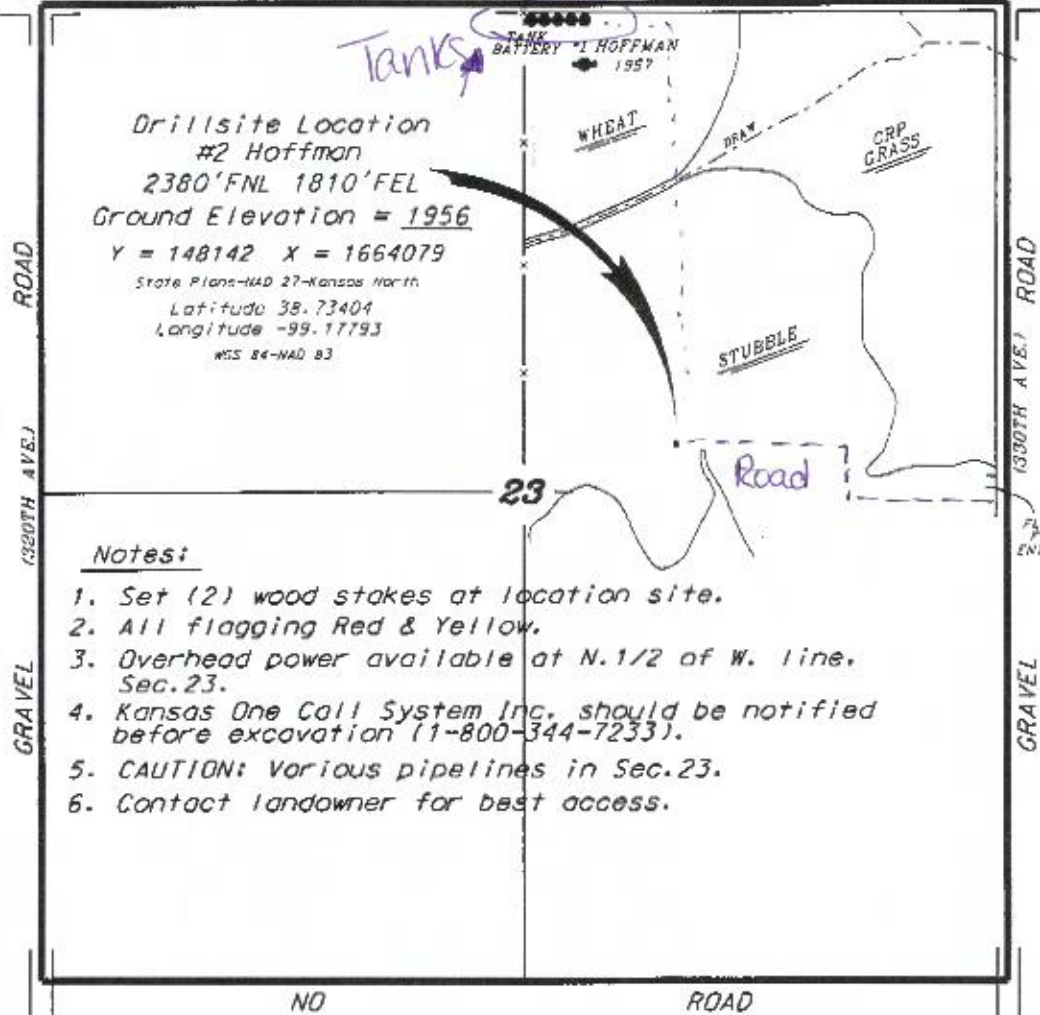 Tanks
TANK
BATTERY #1 HOFFMAN
1957
Drillsite Location
#2 Hoffman
2380'FNL 1810'FEL
Ground Elevation = 1956
Y = 148142 X = 1664079
State Plane-NAD 27-Kansas North
Latitude 38.73404
Longitude -99.17793
WGS 84-NAD 83
WHEAT
DRAW
CRP
GRASS
STUBBLE
Road
23
ROAD
(320TH AVE.)
GRAVEL
ROAD
(330TH AVE.)
GRAVEL
Notes:
1. Set (2) wood stakes at location site.
2. All flagging Red & Yellow.
3. Overhead power available at N.1/2 of W. line.
Sec.23.
4. Kansas One Call System Inc. should be notified
before excavation (1-800-344-7233).
5. CAUTION: Various pipelines in Sec.23.
6. Contact landowner for best access.
NO ROAD